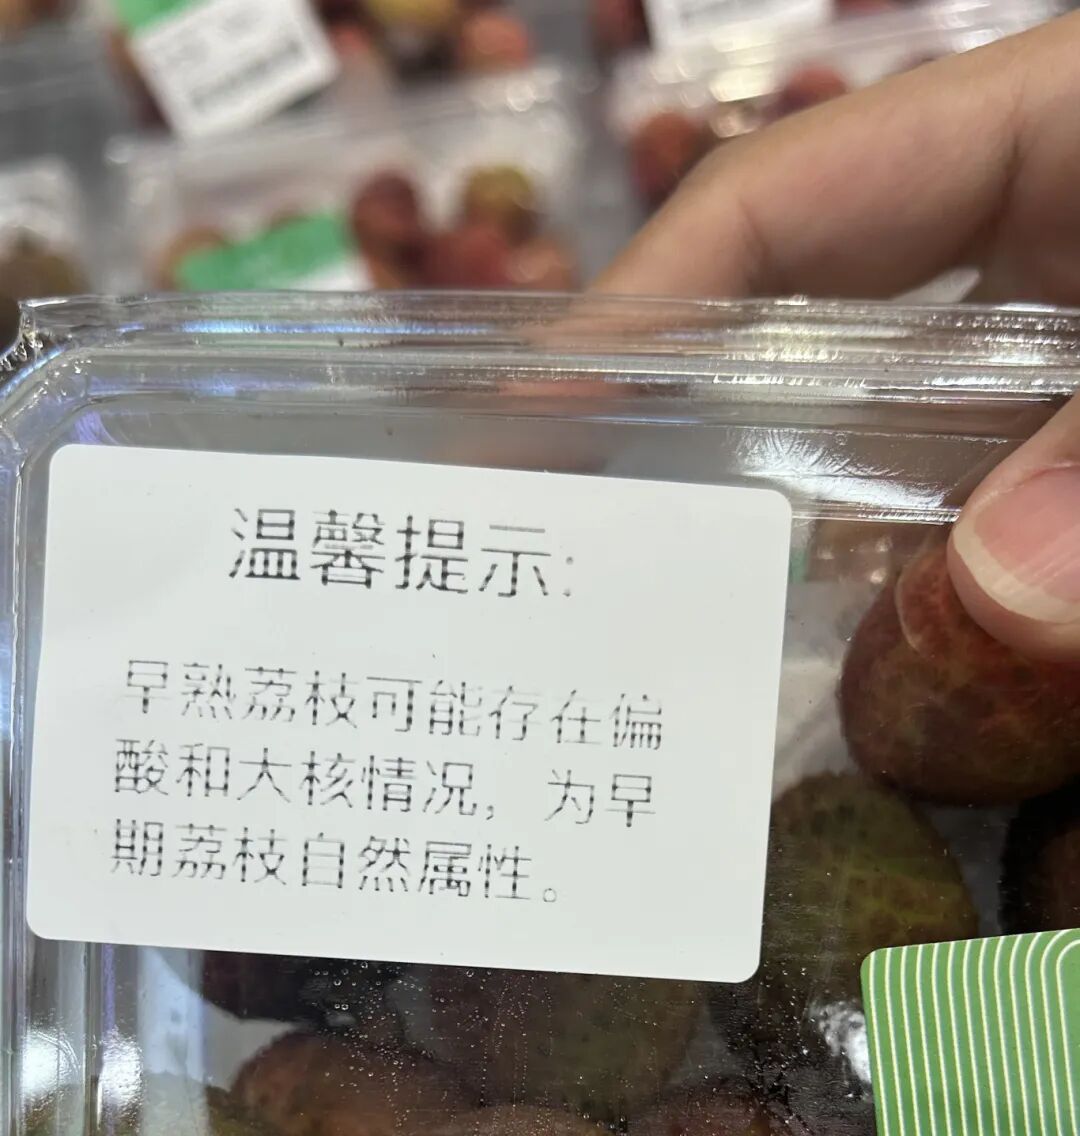 温馨提示:
早熟荔枝可能存在偏
酸和大核情况，为早
期荔枝自然属性。